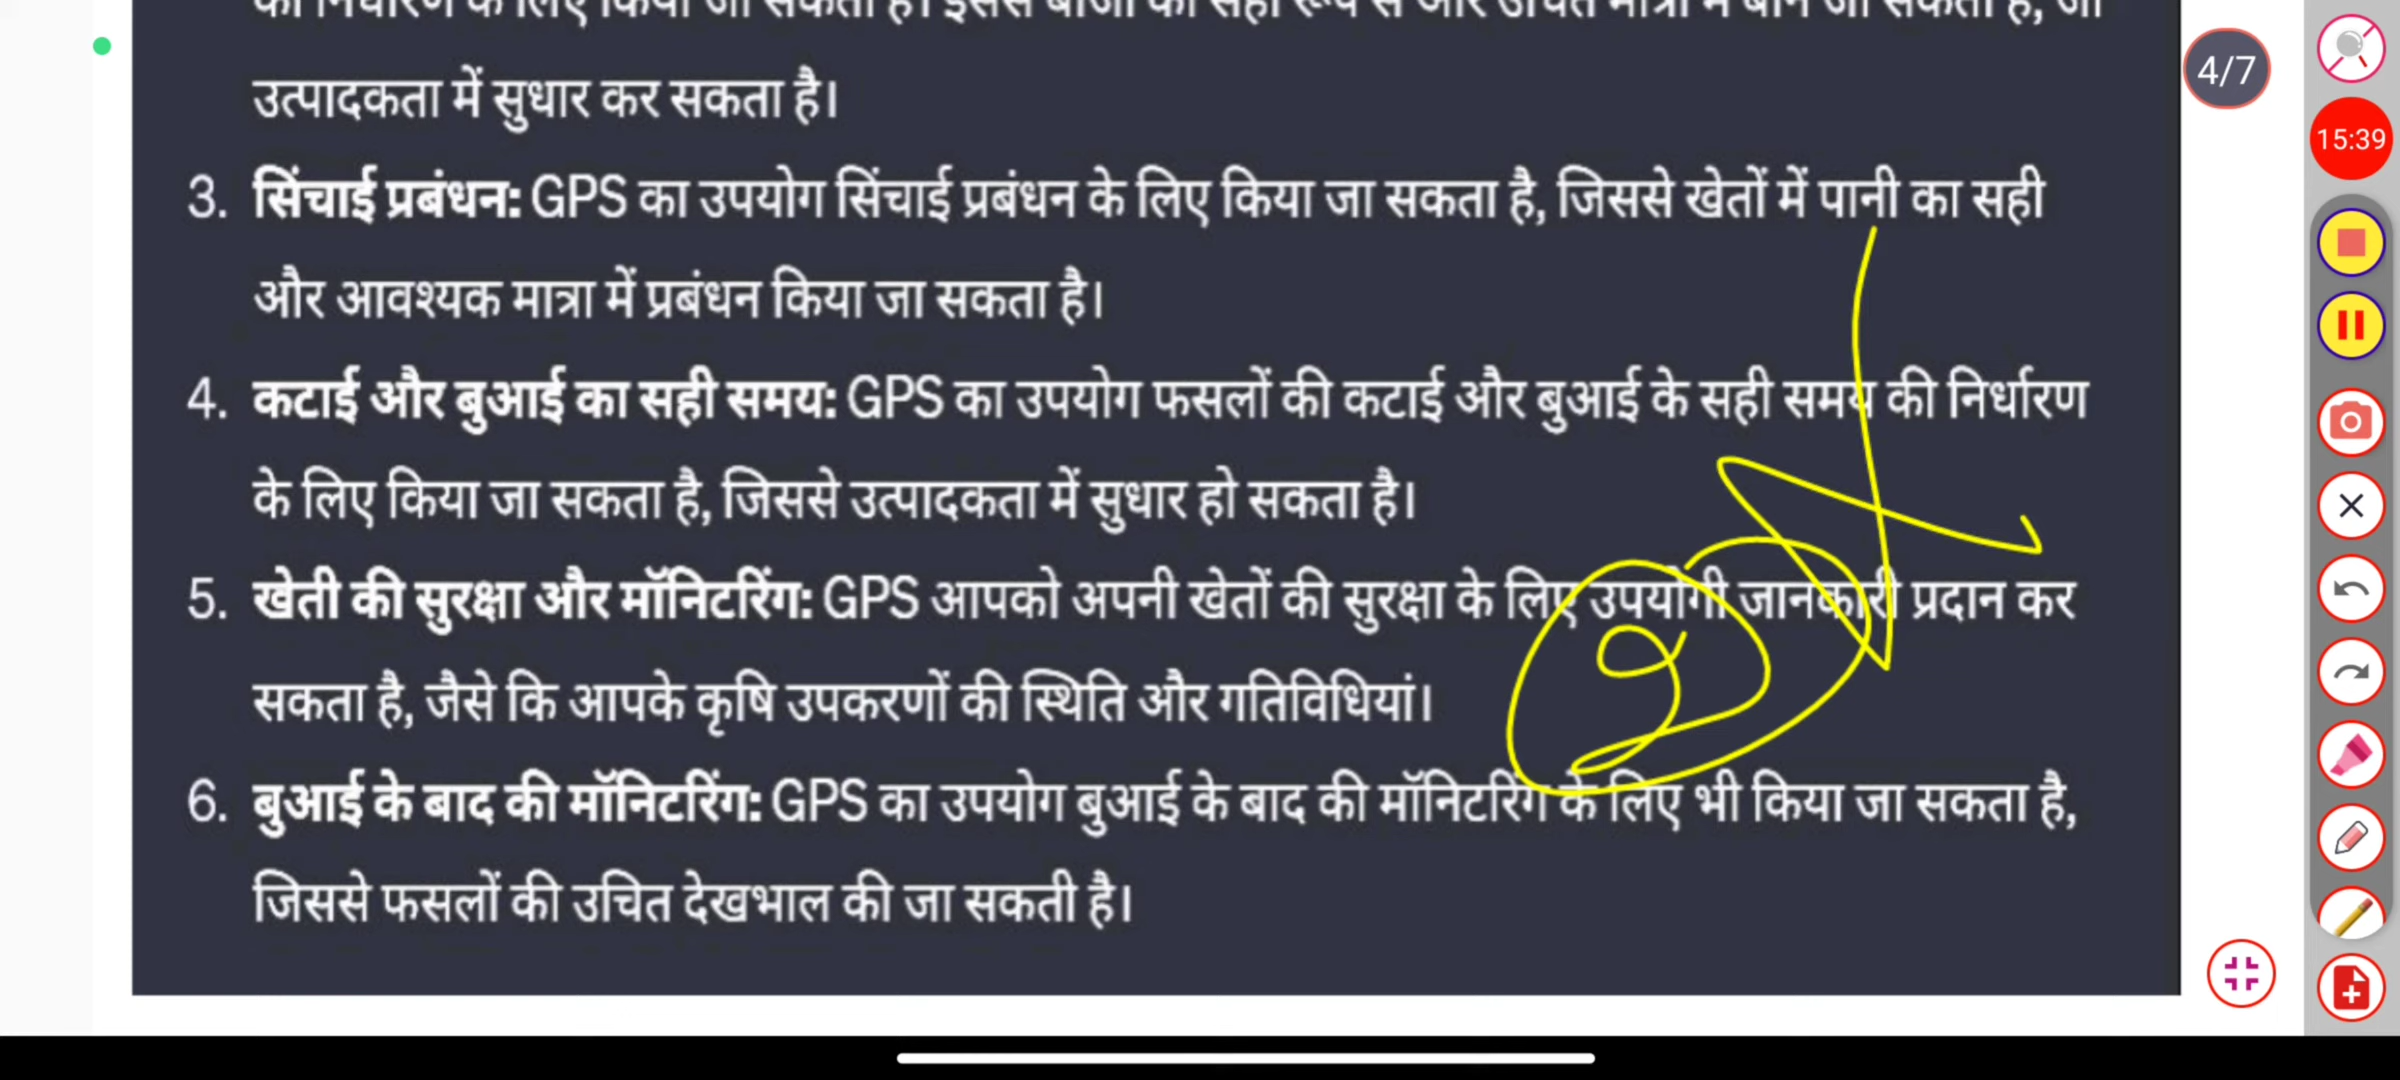 उत्पादकता में सुधार कर सकता है।
3. सिंचाई प्रबंधन: GPS का उपयोग सिंचाई प्रबंधन के लिए किया जा सकता है, जिससे खेतों में पानी का सही
और आवश्यक मात्रा में प्रबंधन किया जा सकता है।
4. कटाई और बुआई का सही समय: GPS का उपयोग फसलों की कटाई और बुआई के सही समय की निर्धारण
के लिए किया जा सकता है, जिससे उत्पादकता में सुधार हो सकता है।
5. खेती की सुरक्षा और मॉनिटरिंग: GPS आपको अपनी खेतों की सुरक्षा के लिए उपयोगी जानकारी प्रदान कर
सकता है, जैसे कि आपके कृषि उपकरणों की स्थिति और गतिविधियां।
6. बुआई के बाद की मॉनिटरिंग: GPS का उपयोग बुआई के बाद की मॉनिटरिंग के लिए भी किया जा सकता है,
जिससे फसलों की उचित देखभाल की जा सकती है।
4/7
15:39